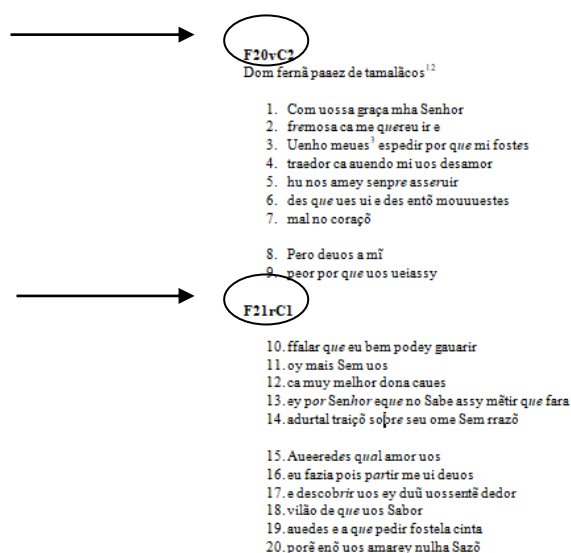 F20vC2
Dom fernã paaez de tamalãcos¹²
1. Com uossa graça mha Senhor
2. fremosa ca me quereu ir e
3. Uenho meues³ espedir por que mi fostes
4. traedor ca auendo mi uos desamor
5. hu nos amey senpre asseruir
6. des que ues ui e des entõ mouuuestes
7. mal no coraçõ
8. Pero deuos a mĩ
9. peor por que uos ueiassy
F21rC1
10. ffalar que eu bem podey gauarir
11. oy mais Sem uos
12. ca muy melhor dona caues
13. ey por Senhor eque no Sabe assy mẽtir que fara
14. adurtal traiçõ sobre seu ome Sem rrazõ
15. Aueeredes qual amor uos
16. eu fazia pois partir me ui deuos
17. e descobrir uos ey duũ uossentẽ dedor
18. vilão de que uos Sabor
19. auedes e a que pedir fostela cinta
20. porẽ enõ uos amarey nulha Sazõ